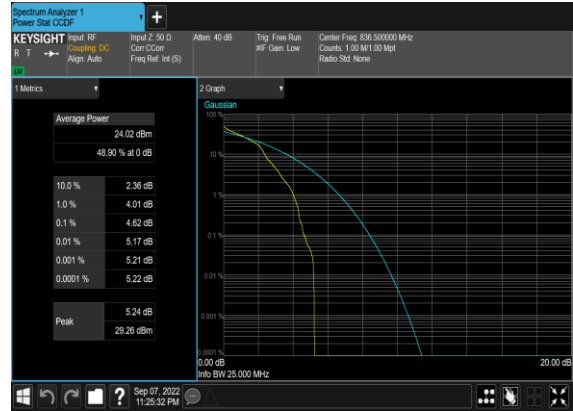 Spectrum Analyzer 1
Power Stat CCDF
+
KEYSIGHT Input: RF Input Z: 50 Ω Atten: 40 dB Trig: Free Run Center Freq: 836.500000 MHz
R T Coupling: DC Corr CCorr #IF Gain: Low Counts: 1.00 M/1.00 Mpt
Align: Auto Freq Ref: Int (S) Radio Std: None
LM
1 Metrics
2 Graph
Average Power
24.02 dBm
48.90 % at 0 dB
10.0 % 2.36 dB
1.0 % 4.01 dB
0.1 % 4.62 dB
0.01 % 5.17 dB
0.001 % 5.21 dB
0.0001 % 5.22 dB
Peak 5.24 dB
29.26 dBm
Gaussian
100 %
10 %
1 %
0.1 %
0.01 %
0.001 %
0.0001 %
0.00 dB 20.00 dB
Info BW 25.000 MHz
? Sep 07, 2022
11:25:32 PM